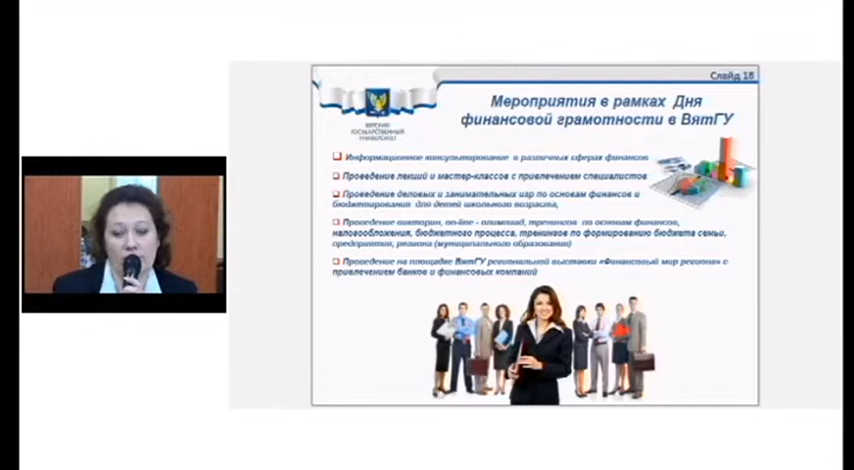 Слайд 18
Мероприятия в рамках Дня
финансовой грамотности в ВятГУ
ВЯТСКИЙ
ГОСУДАРСТВЕННЫЙ
УНИВЕРСИТЕТ
Информационное консультирование в различных сферах финансов
Проведение лекций и мастер-классов с привлечением специалистов
Проведение деловых и занимательных игр по основам финансов и
бюджетирования для детей школьного возраста,
Проведение викторин, on-line - олимпиад, тренингов по основам финансов,
налогообложения, бюджетного процесса, тренингов по формированию бюджета семьи,
предприятия, региона (муниципального образования)
Проведение на площадке ВятГУ региональной выставки «Финансовый мир региона» с
привлечением банков и финансовых компаний